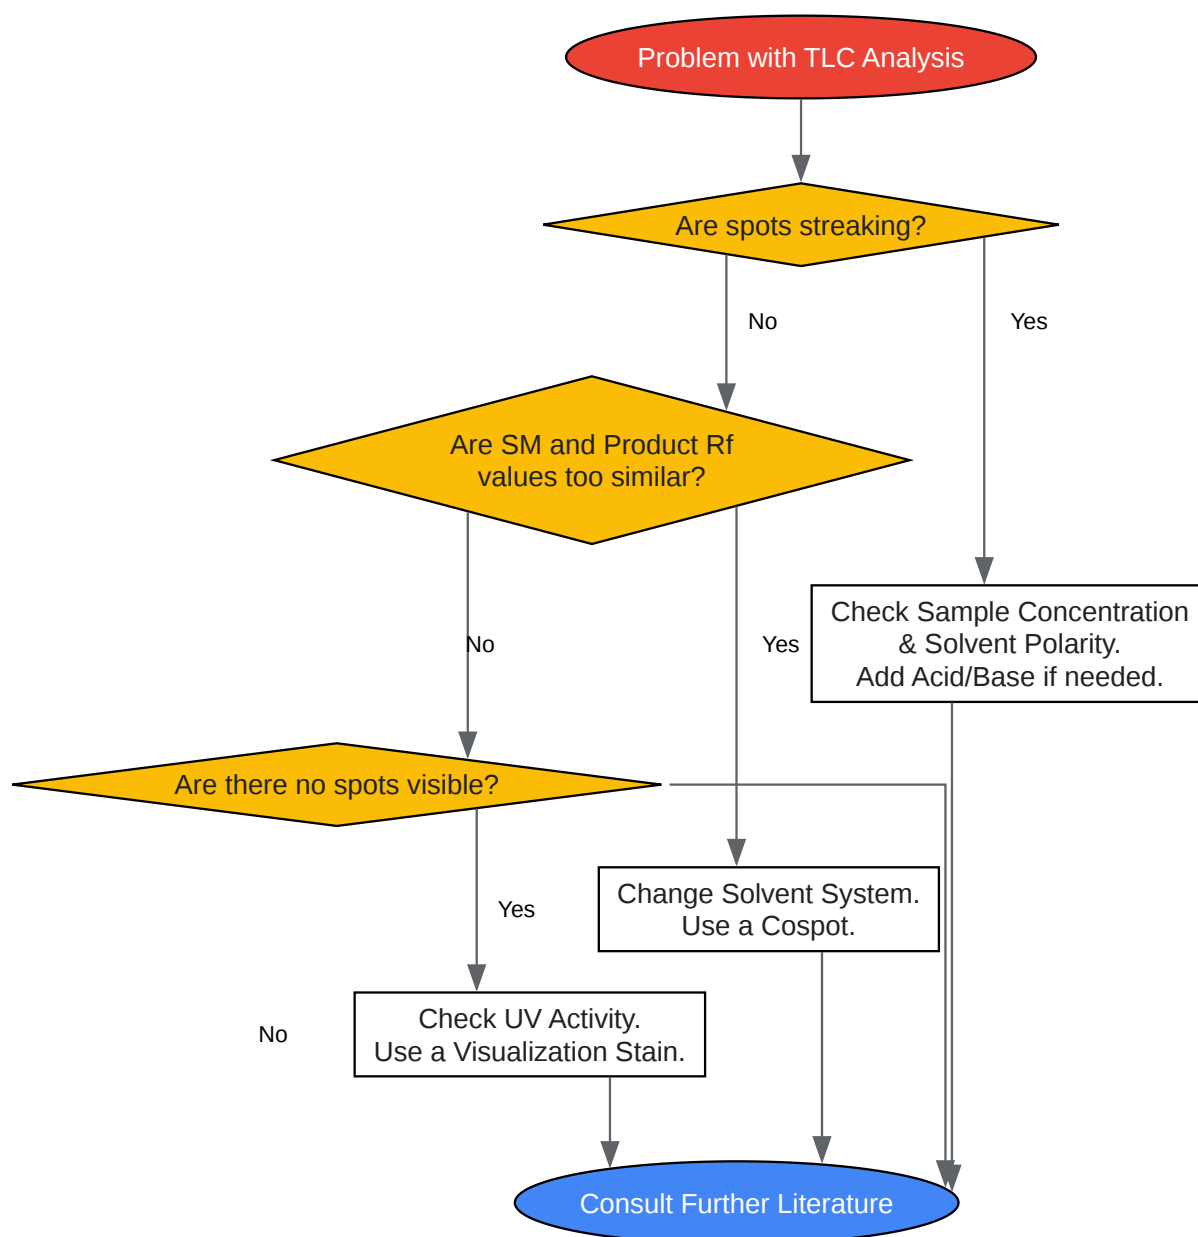 Problem with TLC Analysis
Are spots streaking?
No
Yes
Are SM and Product Rf
values too similar?
Check Sample Concentration
& Solvent Polarity.
Add Acid/Base if needed.
No
Yes
Are there no spots visible?
Change Solvent System.
Use a Cospot.
Yes
Check UV Activity.
Use a Visualization Stain.
No
Consult Further Literature